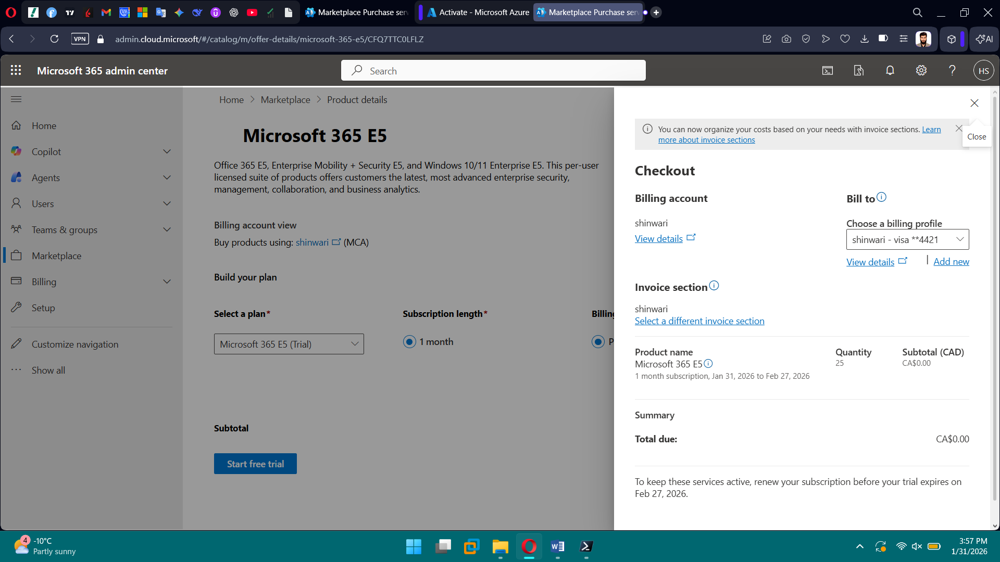 Marketplace Purchase serv
Activate - Microsoft Azure
Marketplace Purchase serv
VPN
admin.cloud.microsoft/#/catalog/m/offer-details/microsoft-365-e5/CFQ7TTC0LFLZ
AI
Microsoft 365 admin center
Search
HS
Home
Copilot
Agents
Users
Teams & groups
Marketplace
Billing
Setup
Customize navigation
Show all
Home > Marketplace > Product details
Microsoft 365 E5
Office 365 E5, Enterprise Mobility + Security E5, and Windows 10/11 Enterprise E5. This per-user
licensed suite of products offers customers the latest, most advanced enterprise security,
management, collaboration, and business analytics.
Billing account view
Buy products using: shinwari (MCA)
Build your plan
Select a plan*
Subscription length*
Billing
Microsoft 365 E5 (Trial)
1 month
P
Subtotal
Start free trial
You can now organize your costs based on your needs with invoice sections. Learn
more about invoice sections
Close
Checkout
Billing account
Bill to
shinwari
View details
Choose a billing profile
shinwari - visa **4421
View details | Add new
Invoice section
shinwari
Select a different invoice section
Product name
Quantity
Subtotal (CAD)
Microsoft 365 E5
25
CA$0.00
1 month subscription, Jan 31, 2026 to Feb 27, 2026
Summary
Total due:
CA$0.00
To keep these services active, renew your subscription before your trial expires on
Feb 27, 2026.
4
-10°C
Partly sunny
3:57 PM
1/31/2026